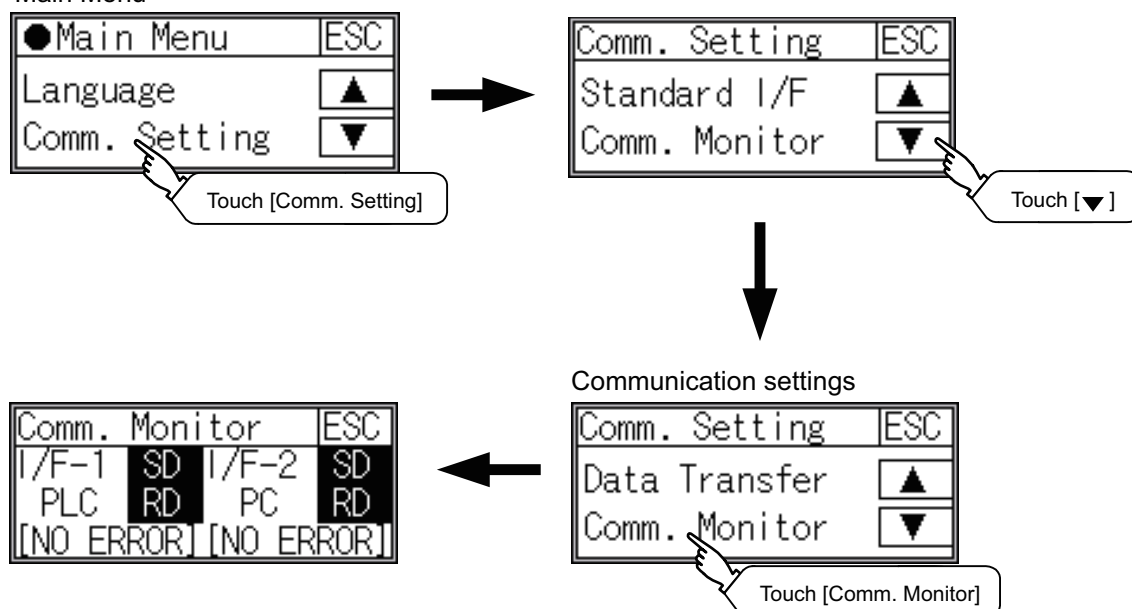 Main Menu
●Main Menu ESC
Language ▲
Comm. Setting ▼
Touch [Comm. Setting]
Comm. Setting ESC
Standard I/F ▲
Comm. Monitor ▼
Touch [▼]
Communication settings
Comm. Setting ESC
Data Transfer ▲
Comm. Monitor ▼
Touch [Comm. Monitor]
Comm. Monitor ESC
I/F-1 SD I/F-2 SD
PLC RD PC RD
[NO ERROR] [NO ERROR]